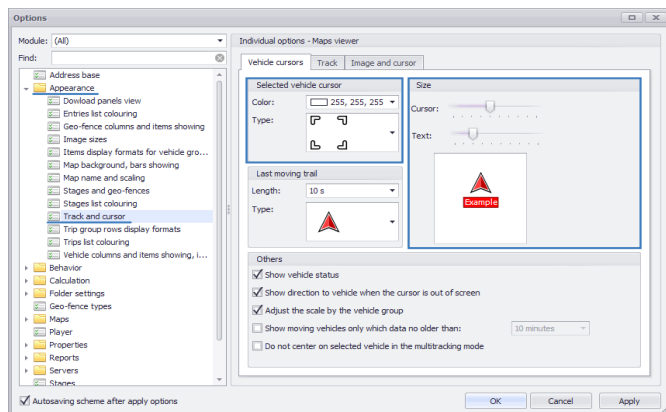 Options
Module: (All)
Find:
Address base
Appearance
Dowload panels view
Entries list colouring
Geo-fence columns and items showing
Image sizes
Items display formats for vehicle gro...
Map background, bars showing
Map name and scaling
Stages and geo-fences
Stages list colouring
Track and cursor
Trip group rows display formats
Trips list colouring
Vehicle columns and items showing, i...
Behavior
Calculation
Folder settings
Geo-fence types
Maps
Player
Properties
Reports
Servers
Stages
Autosaving scheme after apply options
Individual options - Maps viewer
Vehicle cursors Track Image and cursor
Selected vehicle cursor
Color: 255, 255, 255
Type:
Last moving trail
Length: 10 s
Type:
Size
Cursor:
Text:
Example
Others
Show vehicle status
Show direction to vehicle when the cursor is out of screen
Adjust the scale by the vehicle group
Show moving vehicles only which data no older than: 10 minutes
Do not center on selected vehicle in the multitracking mode
OK Cancel Apply